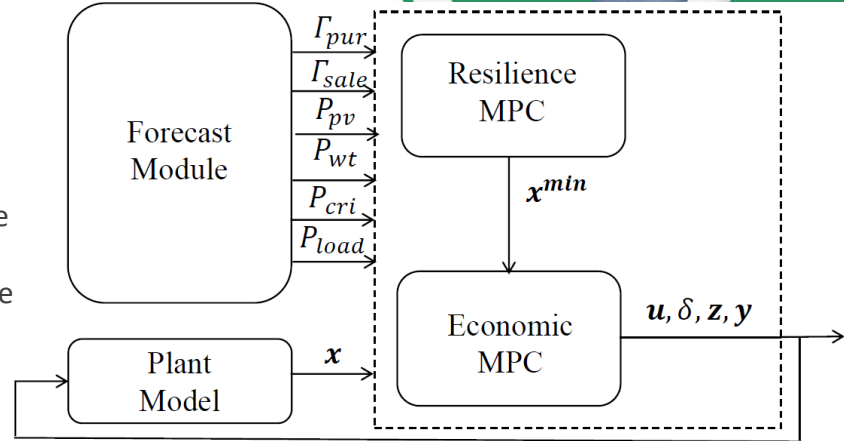 Γ_pur
Γ_sale
P_pv
P_wt
P_cri
P_load
Forecast
Module
Resilience
MPC
x^min
Economic
MPC
u, δ, z, y
Plant
Model
x
e
e